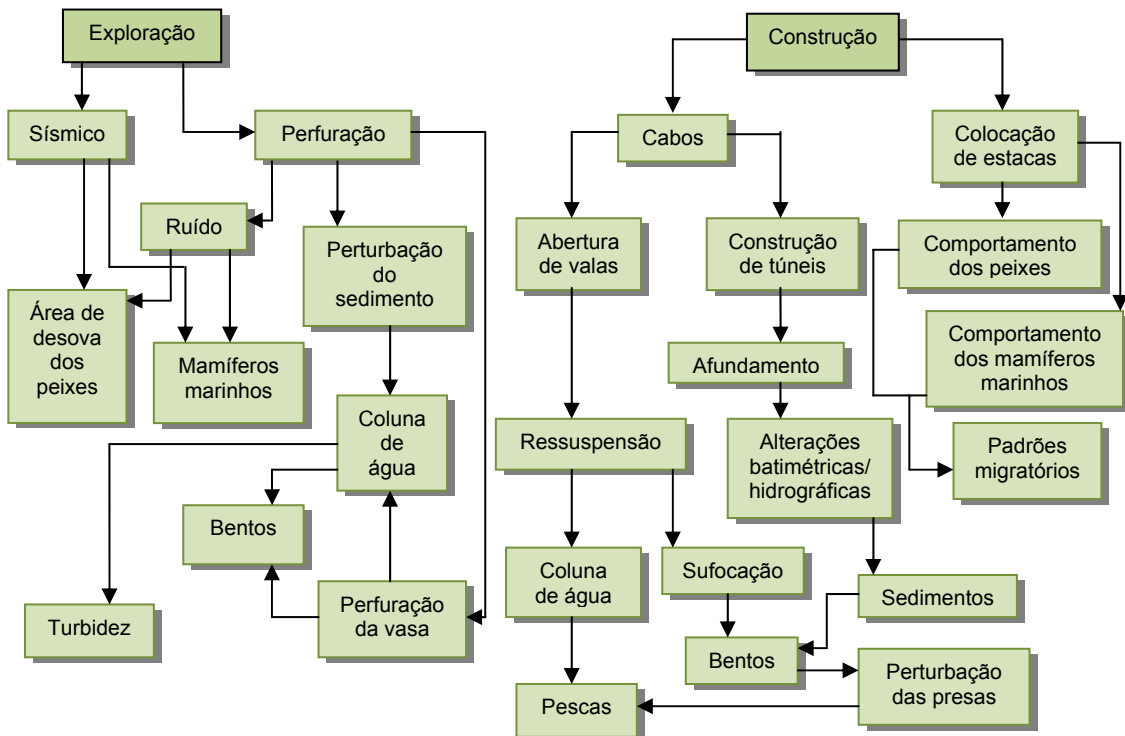 Exploração
Sísmico
Perfuração
Ruído
Perturbação
do
sedimento
Área de
desova
dos
peixes
Mamíferos
marinhos
Coluna
de
água
Bentos
Perfuração
da vasa
Turbidez
Construção
Cabos
Colocação
de estacas
Abertura
de valas
Construção
de túneis
Comportamento
dos peixes
Comportamento
dos mamíferos
marinhos
Afundamento
Ressuspensão
Alterações
batimétricas/
hidrográficas
Padrões
migratórios
Coluna
de água
Sufocação
Sedimentos
Bentos
Perturbação
das presas
Pescas